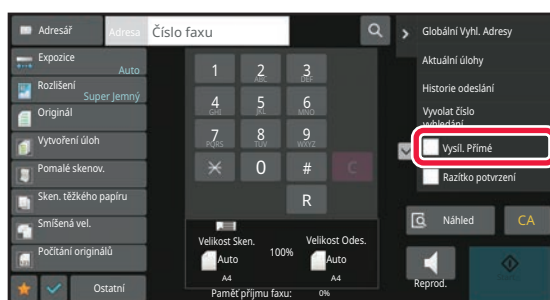 Adresář
Adresa
Číslo faxu
Expozice
Auto
Rozlišení
Super Jemný
Originál
Vytvoření úloh
Pomalé skenov.
Sken. těžkého papíru
Smíšená vel.
Počítání originálů
Ostatní
1
2
ABC
3
DEF
4
GHI
5
JKL
6
MNO
7
PQRS
8
TUV
9
WXYZ
0
#
C
R
Velikost Sken.
Auto
A4
100%
Velikost Odes.
Auto
A4
Paměť příjmu faxu: 0%
Globální Vyhl. Adresy
Aktuální úlohy
Historie odeslání
Vyvolat číslo
vyhledání
Vysíl. Přímé
Razítko potvrzení
Náhled
CA
Reprod.